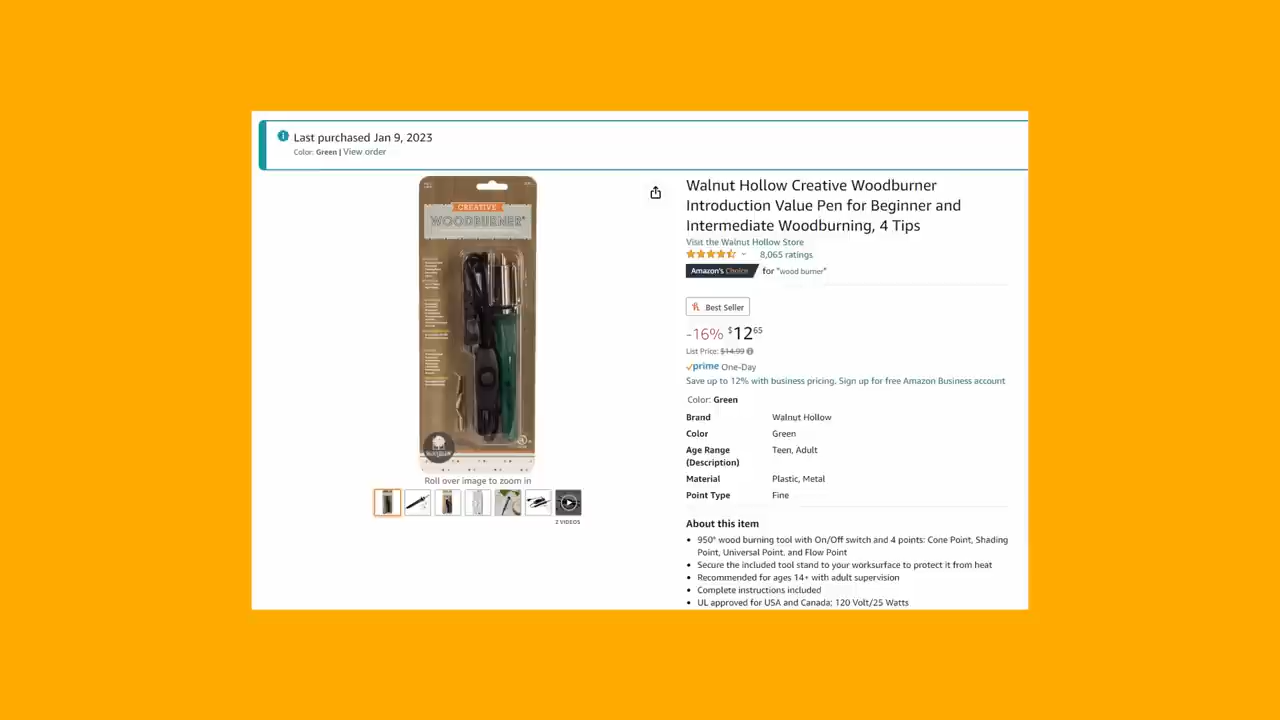 Last purchased Jan 9, 2023
Color: Green | View order
CREATIVE
WOODBURNER
Roll over image to zoom in
2 VIDEOS
Walnut Hollow Creative Woodburner
Introduction Value Pen for Beginner and
Intermediate Woodburning, 4 Tips
Visit the Walnut Hollow Store
8,065 ratings
Amazon's Choice for "wood burner"
Best Seller
-16% $12 65
List Price: $14.99
prime One-Day
Save up to 12% with business pricing. Sign up for free Amazon Business account
Color: Green
Brand Walnut Hollow
Color Green
Age Range Teen, Adult
(Description)
Material Plastic, Metal
Point Type Fine
About this item
• 950° wood burning tool with On/Off switch and 4 points: Cone Point, Shading
Point, Universal Point. and Flow Point
• Secure the included tool stand to your worksurface to protect it from heat
• Recommended for ages 14+ with adult supervision
• Complete instructions included
• UL approved for USA and Canada; 120 Volt/25 Watts